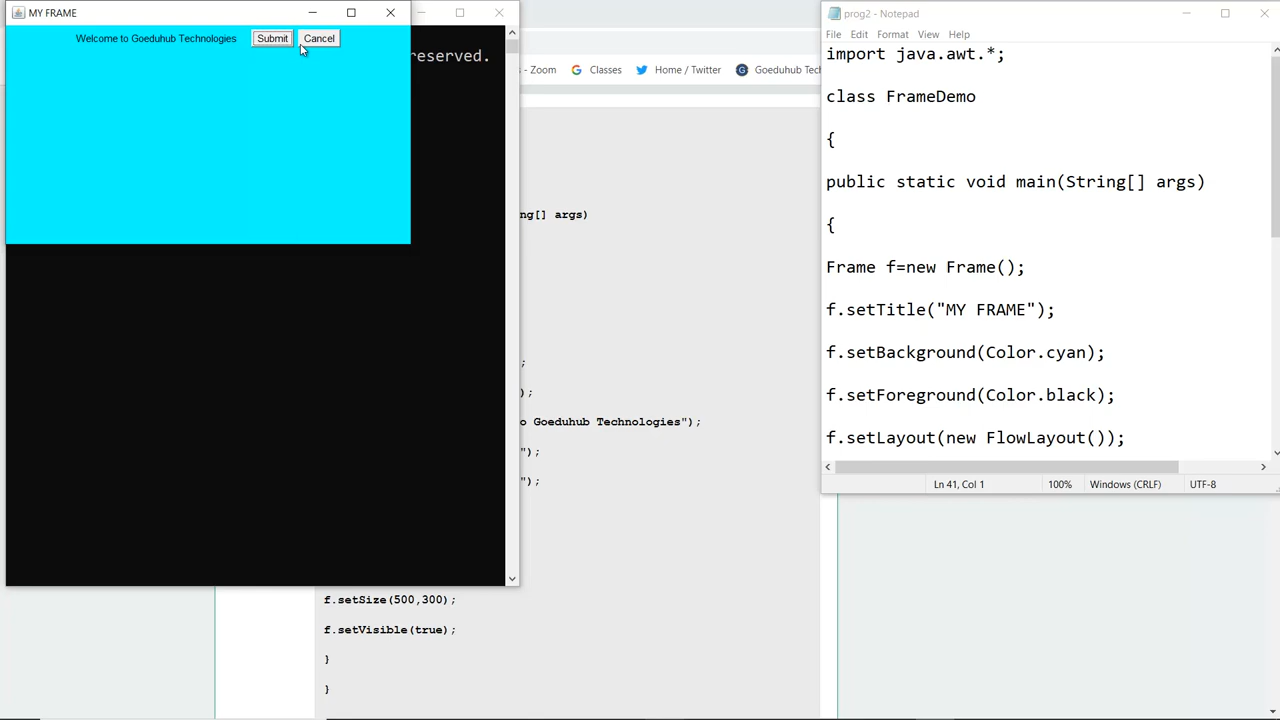 MY FRAME
Welcome to Goeduhub Technologies
Submit
Cancel
reserved.
- Zoom
Classes
Home / Twitter
Goeduhub Tech
ng[] args)
;
);
o Goeduhub Technologies");
");
");
f.setSize(500,300);
f.setVisible(true);
}
}
prog2 - Notepad
File Edit Format View Help
import java.awt.*;
class FrameDemo
{
public static void main(String[] args)
{
Frame f=new Frame();
f.setTitle("MY FRAME");
f.setBackground(Color.cyan);
f.setForeground(Color.black);
f.setLayout(new FlowLayout());
Ln 41, Col 1
100%
Windows (CRLF)
UTF-8